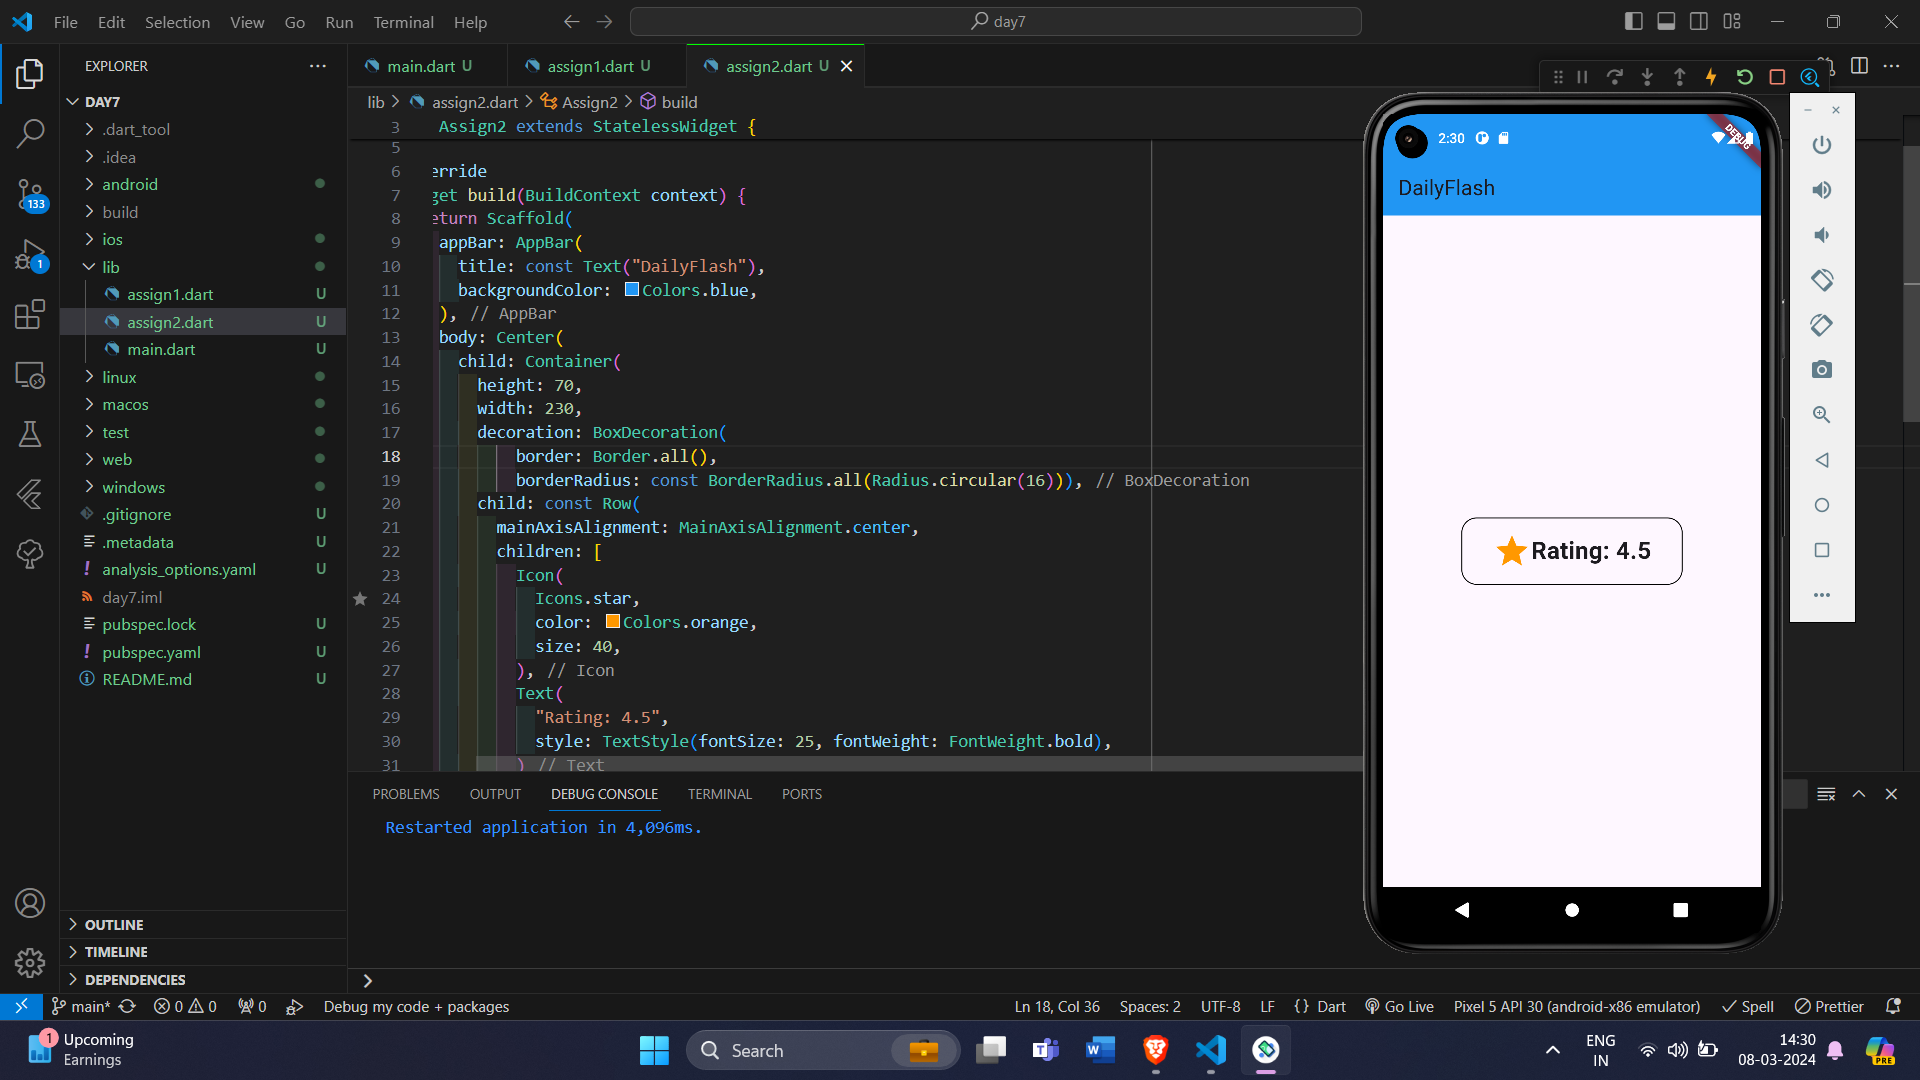 File Edit Selection View Go Run Terminal Help
day7
EXPLORER
DAY7
.dart_tool
.idea
android
build
ios
lib
assign1.dart U
assign2.dart U
main.dart U
linux
macos
test
web
windows
.gitignore U
.metadata U
analysis_options.yaml U
day7.iml
pubspec.lock U
pubspec.yaml U
README.md U
OUTLINE
TIMELINE
DEPENDENCIES
133
1
main.dart U
assign1.dart U
assign2.dart U
lib > assign2.dart > Assign2 > build
3 Assign2 extends StatelessWidget {
5
6 erride
7 get build(BuildContext context) {
8 eturn Scaffold(
9 appBar: AppBar(
10 title: const Text("DailyFlash"),
11 backgroundColor: Colors.blue,
12 ), // AppBar
13 body: Center(
14 child: Container(
15 height: 70,
16 width: 230,
17 decoration: BoxDecoration(
18 border: Border.all(),
19 borderRadius: const BorderRadius.all(Radius.circular(16))), // BoxDecoration
20 child: const Row(
21 mainAxisAlignment: MainAxisAlignment.center,
22 children: [
23 Icon(
24 Icons.star,
25 color: Colors.orange,
26 size: 40,
27 ), // Icon
28 Text(
29 "Rating: 4.5",
30 style: TextStyle(fontSize: 25, fontWeight: FontWeight.bold),
31 ) // Text
PROBLEMS OUTPUT DEBUG CONSOLE TERMINAL PORTS
Restarted application in 4,096ms.
2:30
DEBUG
DailyFlash
Rating: 4.5
main* 0 0 0 Debug my code + packages
Ln 18, Col 36 Spaces: 2 UTF-8 LF {} Dart Go Live Pixel 5 API 30 (android-x86 emulator) Spell Prettier
1
Upcoming
Earnings
Search
ENG
IN
14:30
08-03-2024
PRE